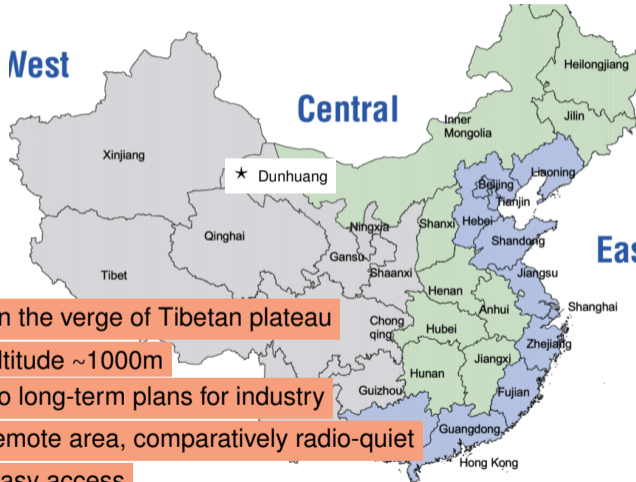 West
Central
Heilongjiang
Jilin
Inner
Mongolia
Xinjiang
★ Dunhuang
Liaoning
Beijing
Tianjin
Ningxia
Shanxi
Hebei
Qinghai
Gansu
Shandong
Shaanxi
Tibet
Jiangsu
Henan
Anhui
Shanghai
n the verge of Tibetan plateau
Chong
qing
Hubei
Zhejiang
ltitude ~1000m
Hunan
Jiangxi
o long-term plans for industry
Guizhou
Fujian
emote area, comparatively radio-quiet
Guangdong
Hong Kong
asy access
Eas